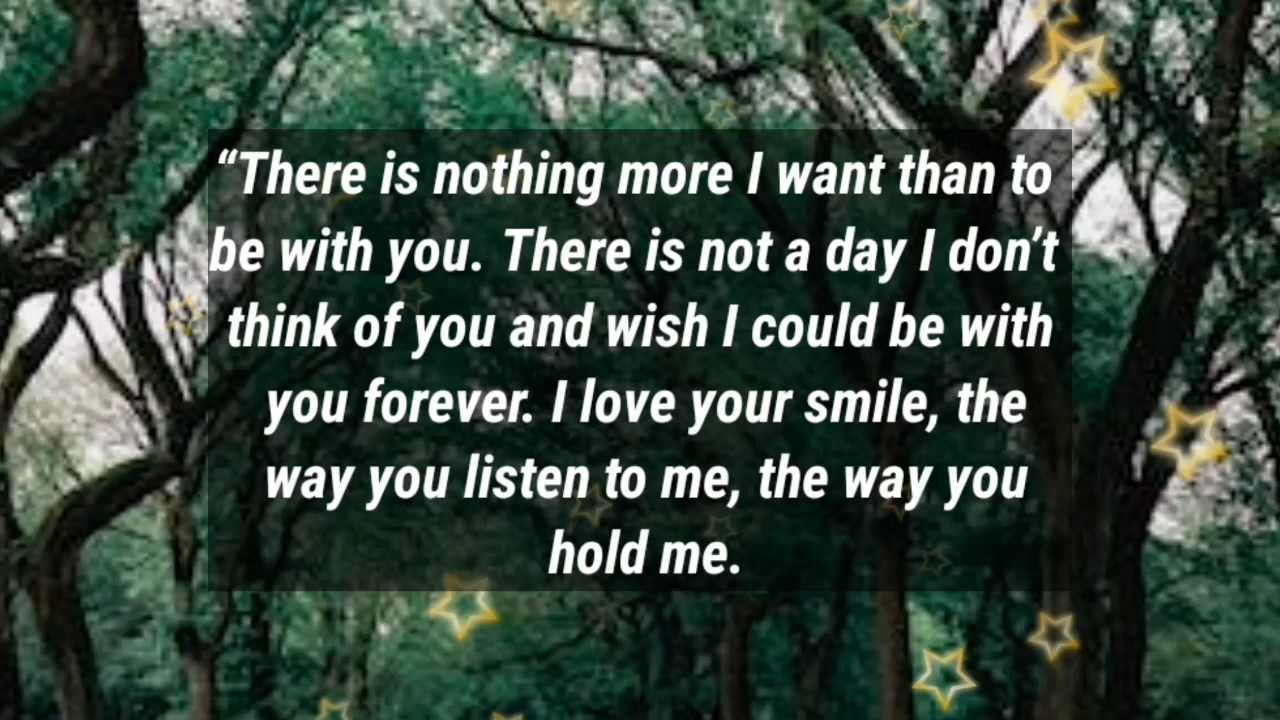 “There is nothing more I want than to
be with you. There is not a day I don’t
think of you and wish I could be with
you forever. I love your smile, the
way you listen to me, the way you
hold me.